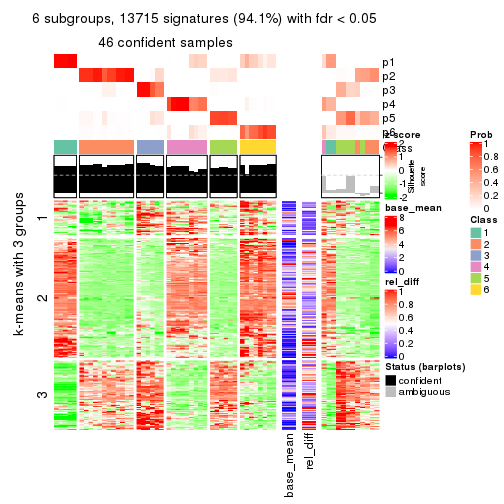 6 subgroups, 13715 signatures (94.1%) with fdr < 0.05
46 confident samples
p1
p2
p3
p4
p5
p6
Class
Silhouette
score
k-means with 3 groups
1
2
3
base_mean
rel_diff
z_score
2
1
0
-1
-2
base_mean
8
6
4
2
0
rel_diff
1
0.8
0.6
0.4
0.2
0
Status (barplots)
confident
ambiguous
Prob
1
0.8
0.6
0.4
0.2
0
Class
1
2
3
4
5
6